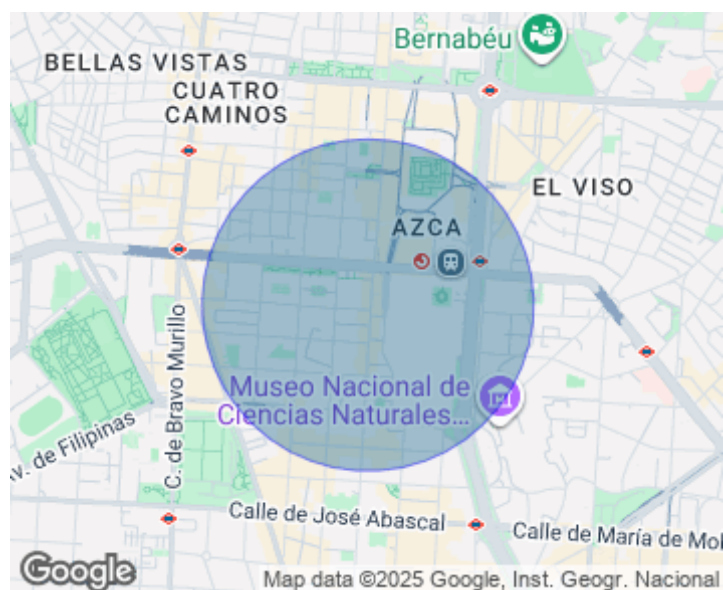 Bernabéu
BELLAS VISTAS
CUATRO
CAMINOS
EL VISO
AZCA
C. de Bravo Murillo
Museo Nacional de
Ciencias Naturales...
Av. de Filipinas
Calle de José Abascal
Calle de María de Mol
Google
Map data ©2025 Google, Inst. Geogr. Nacional